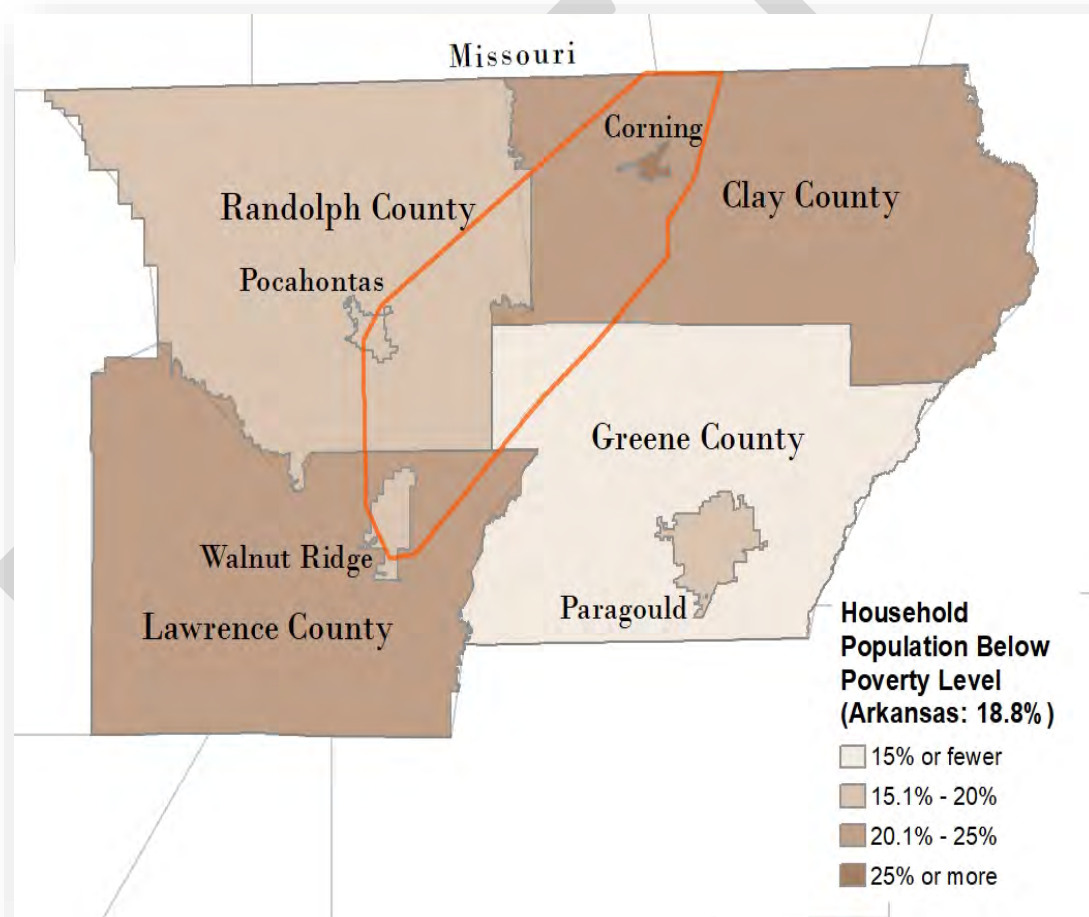 Missouri
Corning
Clay County
Randolph County
Pocahontas
Greene County
Walnut Ridge
Paragould
Lawrence County
Household
Population Below
Poverty Level
(Arkansas: 18.8%)
15% or fewer
15.1% - 20%
20.1% - 25%
25% or more